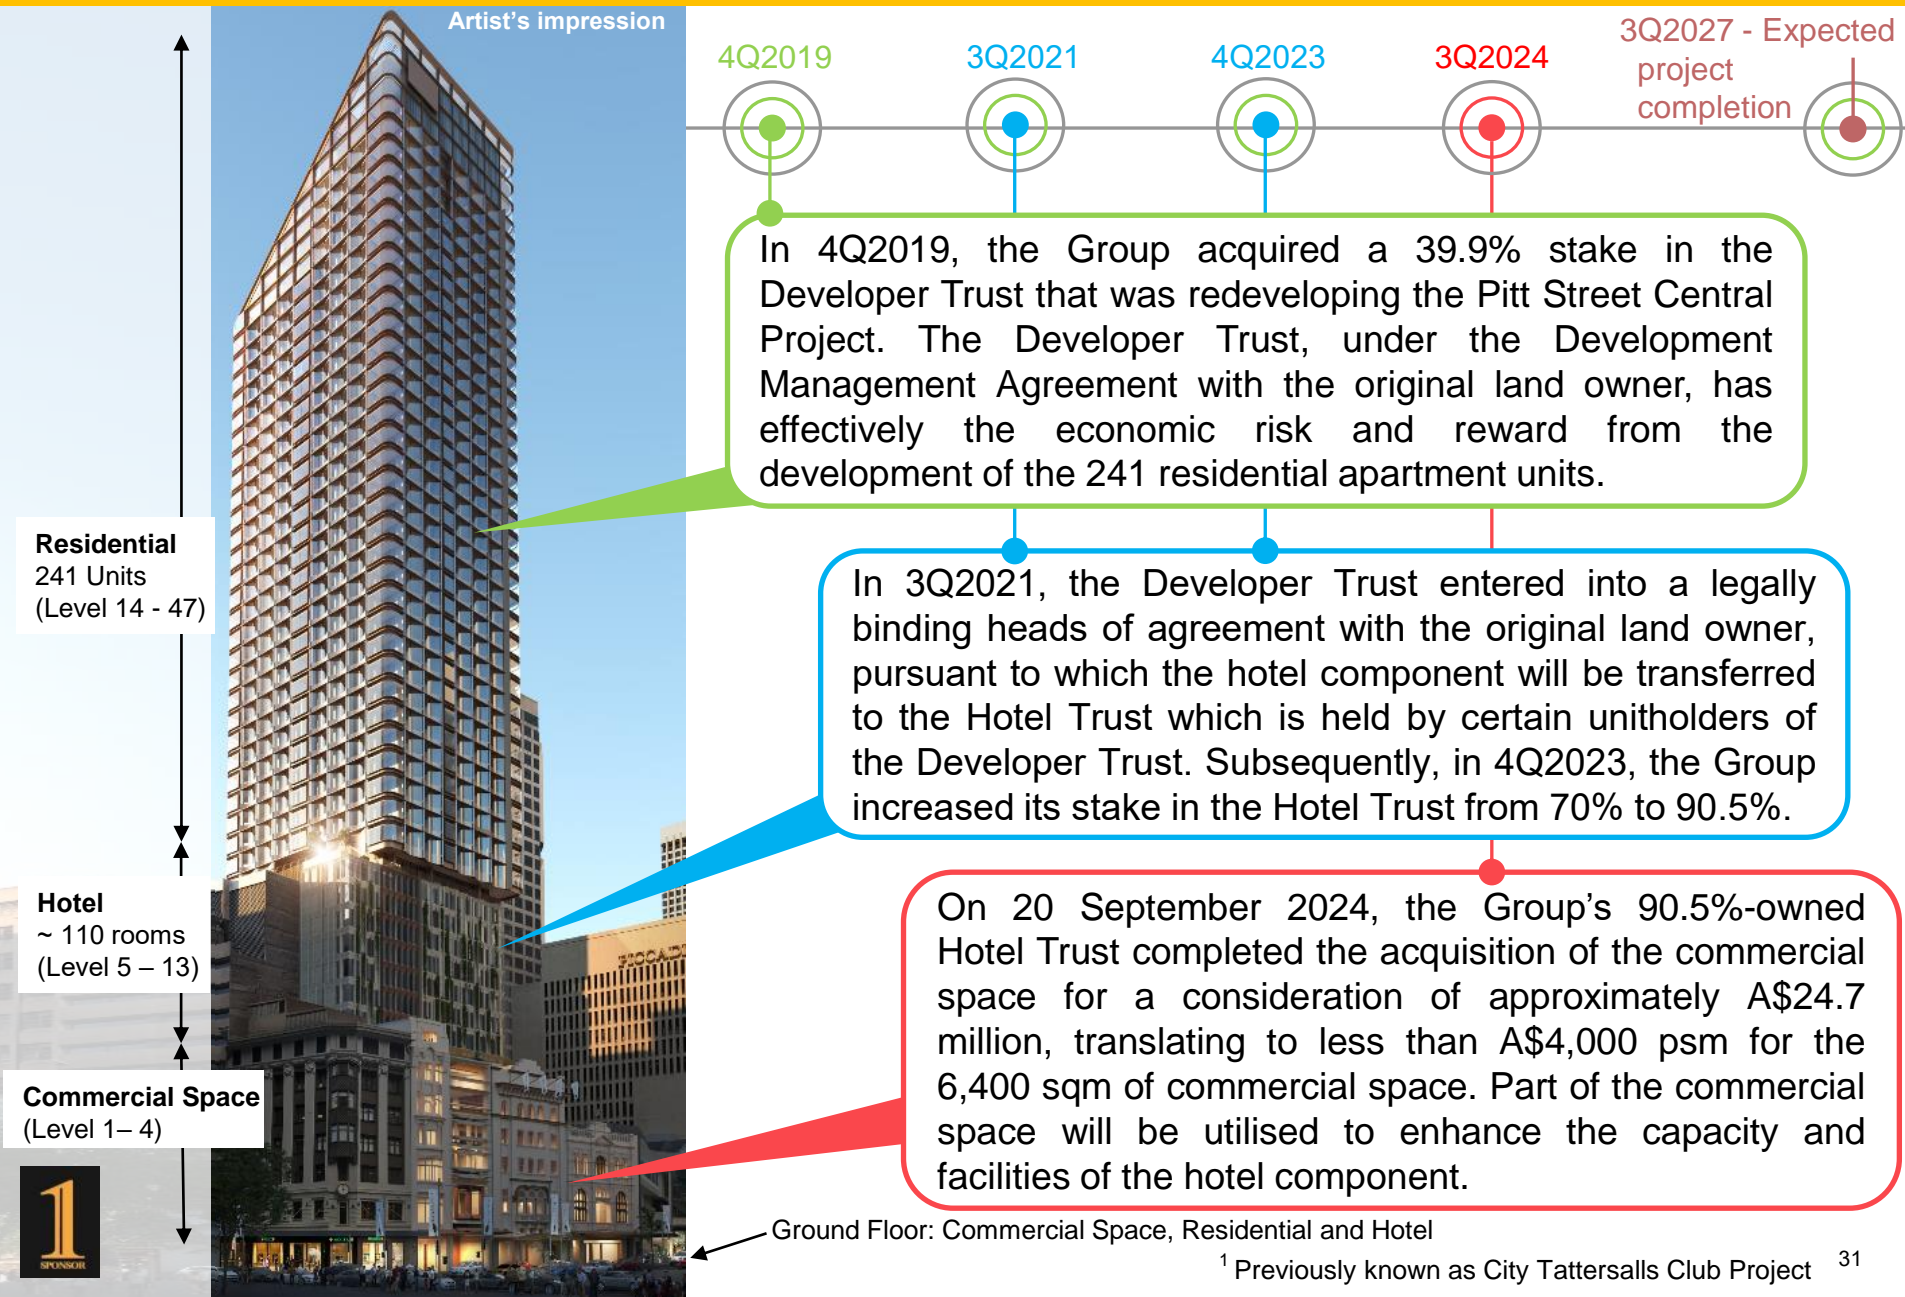 Artist's impression
4Q2019
3Q2021
4Q2023
3Q2024
3Q2027 - Expected
project
completion
In 4Q2019, the Group acquired a 39.9% stake in the
Developer Trust that was redeveloping the Pitt Street Central
Project. The Developer Trust, under the Development
Management Agreement with the original land owner, has
effectively the economic risk and reward from the
development of the 241 residential apartment units.
Residential
241 Units
(Level 14 - 47)
In 3Q2021, the Developer Trust entered into a legally
binding heads of agreement with the original land owner,
pursuant to which the hotel component will be transferred
to the Hotel Trust which is held by certain unitholders of
the Developer Trust. Subsequently, in 4Q2023, the Group
increased its stake in the Hotel Trust from 70% to 90.5%.
Hotel
~ 110 rooms
(Level 5 – 13)
On 20 September 2024, the Group’s 90.5%-owned
Hotel Trust completed the acquisition of the commercial
space for a consideration of approximately A$24.7
million, translating to less than A$4,000 psm for the
6,400 sqm of commercial space. Part of the commercial
space will be utilised to enhance the capacity and
facilities of the hotel component.
Commercial Space
(Level 1– 4)
1
SPONSOR
Ground Floor: Commercial Space, Residential and Hotel
1 Previously known as City Tattersalls Club Project
31